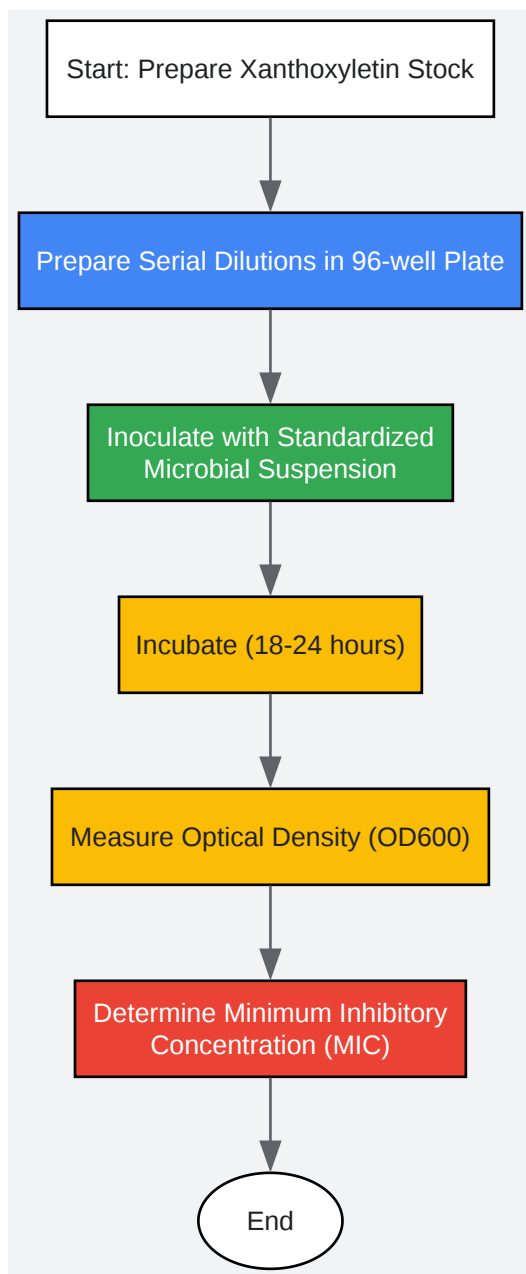 Start: Prepare Xanthoxyletin Stock
Prepare Serial Dilutions in 96-well Plate
Inoculate with Standardized
Microbial Suspension
Incubate (18-24 hours)
Measure Optical Density (OD600)
Determine Minimum Inhibitory
Concentration (MIC)
End